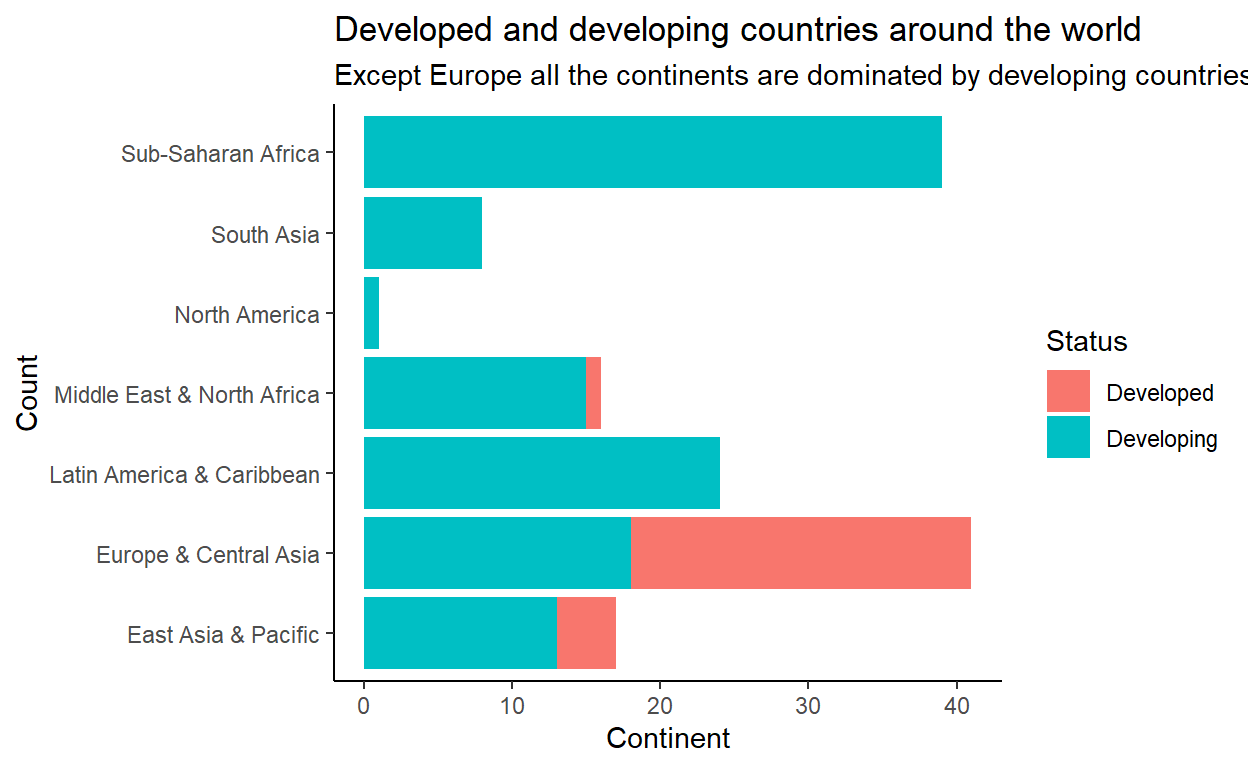 Developed and developing countries around the world
Except Europe all the continents are dominated by developing countries
Sub-Saharan Africa
South Asia
North America
Middle East & North Africa
Latin America & Caribbean
Europe & Central Asia
East Asia & Pacific
Count
0 10 20 30 40
Continent
Status
Developed
Developing